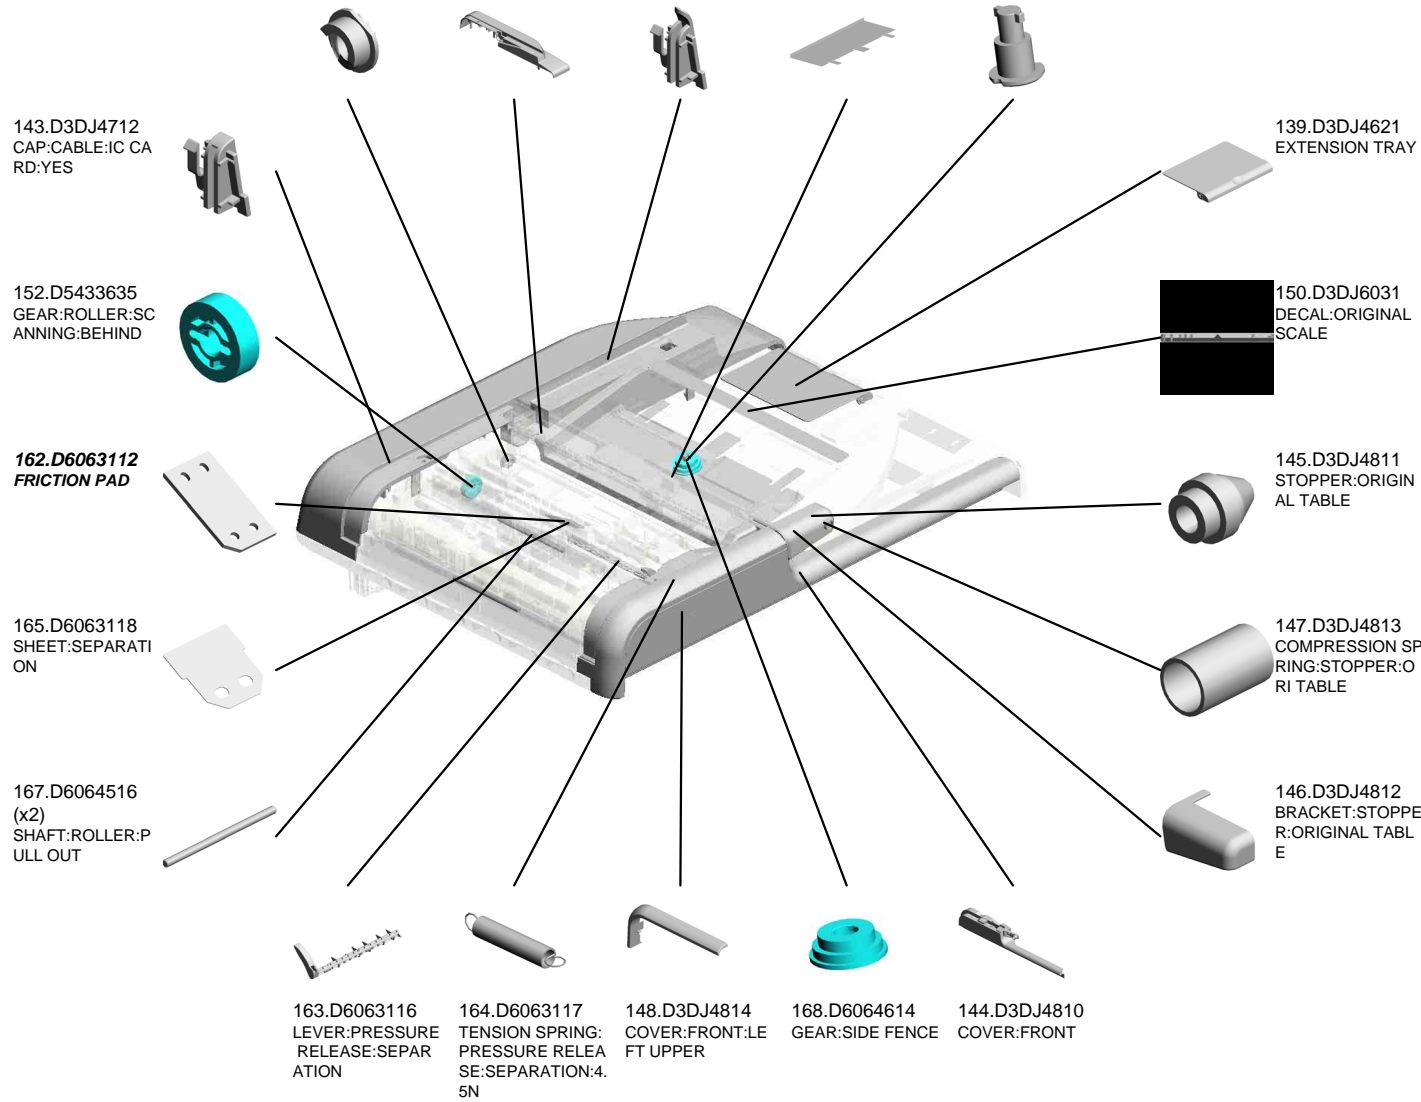 143.D3DJ4712
CAP:CABLE:IC CA
RD:YES
139.D3DJ4621
EXTENSION TRAY
152.D5433635
GEAR:ROLLER:SC
ANNING:BEHIND
150.D3DJ6031
DECAL:ORIGINAL
SCALE
162.D6063112
FRICTION PAD
145.D3DJ4811
STOPPER:ORIGIN
AL TABLE
165.D6063118
SHEET:SEPARATI
ON
147.D3DJ4813
COMPRESSION SP
RING:STOPPER:O
RI TABLE
167.D6064516
(x2)
SHAFT:ROLLER:P
ULL OUT
146.D3DJ4812
BRACKET:STOPPE
R:ORIGINAL TABL
E
163.D6063116
LEVER:PRESSURE
RELEASE:SEPAR
ATION
164.D6063117
TENSION SPRING:
PRESSURE RELEA
SE:SEPARATION:4.
5N
148.D3DJ4814
COVER:FRONT:LE
FT UPPER
168.D6064614
GEAR:SIDE FENCE
144.D3DJ4810
COVER:FRONT